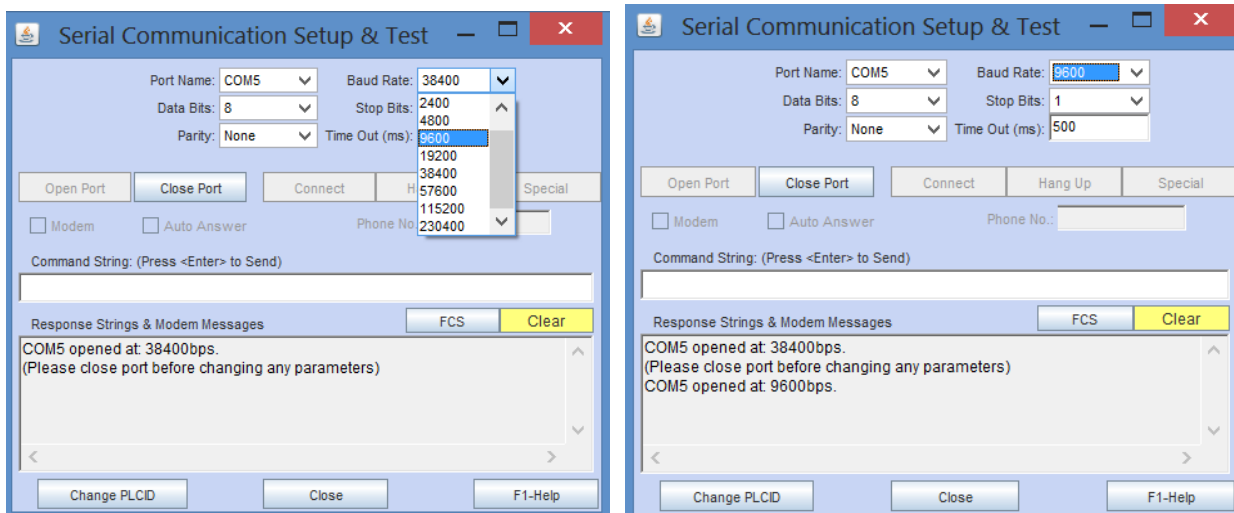 Serial Communication Setup & Test
Port Name: COM5 Baud Rate: 38400
Data Bits: 8 Stop Bits:
Parity: None Time Out (ms):
2400
4800
9600
19200
38400
57600
115200
230400
Open Port Close Port Connect H Special
Modem Auto Answer Phone No.
Command String: (Press <Enter> to Send)
Response Strings & Modem Messages FCS Clear
COM5 opened at: 38400bps.
(Please close port before changing any parameters)
Change PLCID Close F1-Help
Serial Communication Setup & Test
Port Name: COM5 Baud Rate: 9600
Data Bits: 8 Stop Bits: 1
Parity: None Time Out (ms): 500
Open Port Close Port Connect Hang Up Special
Modem Auto Answer Phone No.:
Command String: (Press <Enter> to Send)
Response Strings & Modem Messages FCS Clear
COM5 opened at: 38400bps.
(Please close port before changing any parameters)
COM5 opened at: 9600bps.
Change PLCID Close F1-Help